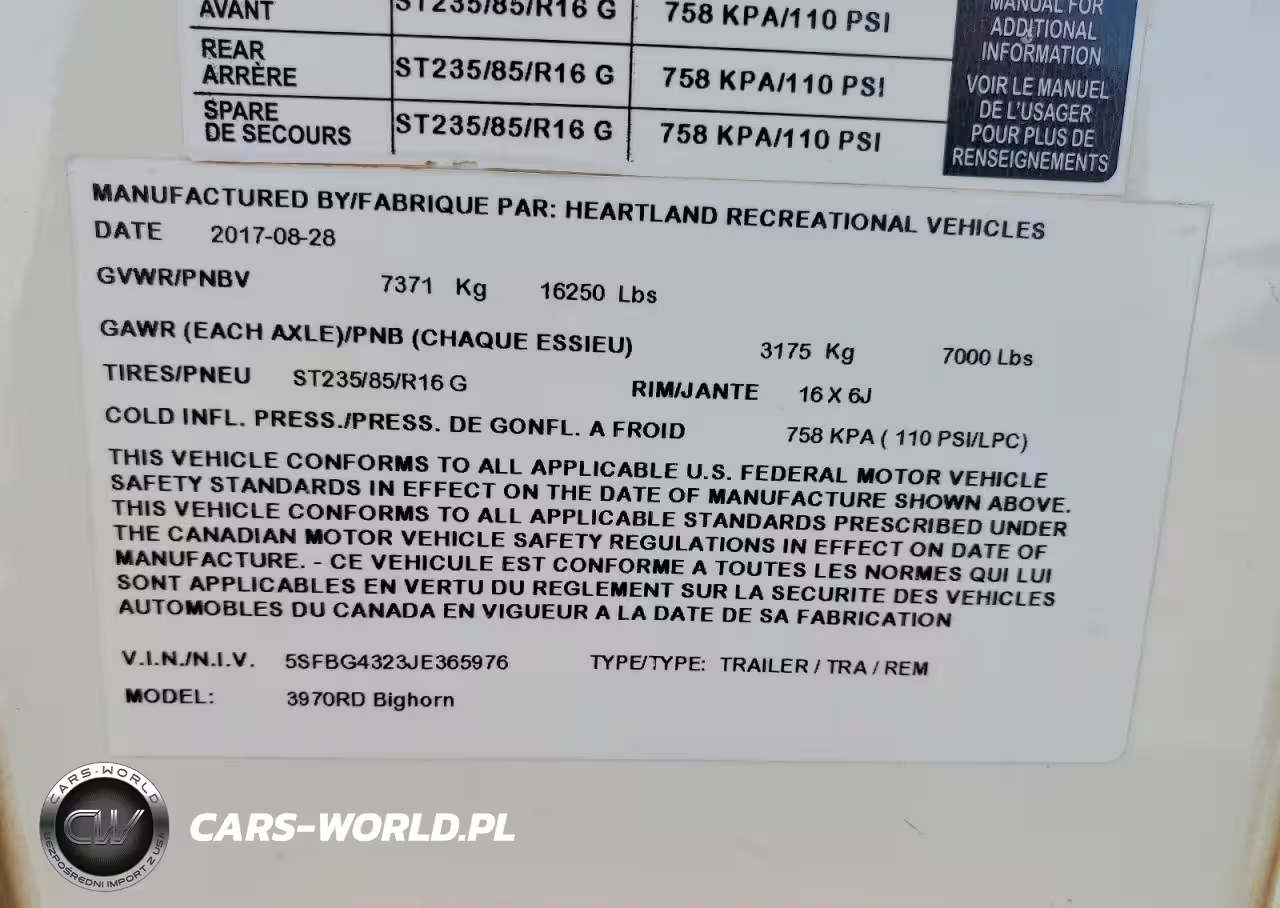 AVANT ST235/85/R16 G 758 KPA/110 PSI
MANUAL FOR
ADDITIONAL
INFORMATION
REAR
ARRÈRE ST235/85/R16 G 758 KPA/110 PSI
VOIR LE MANUEL
DE L'USAGER
POUR PLUS DE
RENSEIGNEMENTS
SPARE
DE SECOURS ST235/85/R16 G 758 KPA/110 PSI
MANUFACTURED BY/FABRIQUE PAR: HEARTLAND RECREATIONAL VEHICLES
DATE 2017-08-28
GVWR/PNBV 7371 Kg 16250 Lbs
GAWR (EACH AXLE)/PNB (CHAQUE ESSIEU) 3175 Kg 7000 Lbs
TIRES/PNEU ST235/85/R16 G RIM/JANTE 16 X 6J
COLD INFL. PRESS./PRESS. DE GONFL. A FROID 758 KPA ( 110 PSI/LPC)
THIS VEHICLE CONFORMS TO ALL APPLICABLE U.S. FEDERAL MOTOR VEHICLE
SAFETY STANDARDS IN EFFECT ON THE DATE OF MANUFACTURE SHOWN ABOVE.
THIS VEHICLE CONFORMS TO ALL APPLICABLE STANDARDS PRESCRIBED UNDER
THE CANADIAN MOTOR VEHICLE SAFETY REGULATIONS IN EFFECT ON DATE OF
MANUFACTURE. - CE VEHICULE EST CONFORME A TOUTES LES NORMES QUI LUI
SONT APPLICABLES EN VERTU DU REGLEMENT SUR LA SECURITE DES VEHICLES
AUTOMOBLES DU CANADA EN VIGUEUR A LA DATE DE SA FABRICATION
V.I.N./N.I.V. 5SFBG4323JE365976 TYPE/TYPE: TRAILER / TRA / REM
MODEL: 3970RD Bighorn
CARS-WORLD
CW
BEZPOŚREDNI IMPORT Z USA
CARS-WORLD.PL